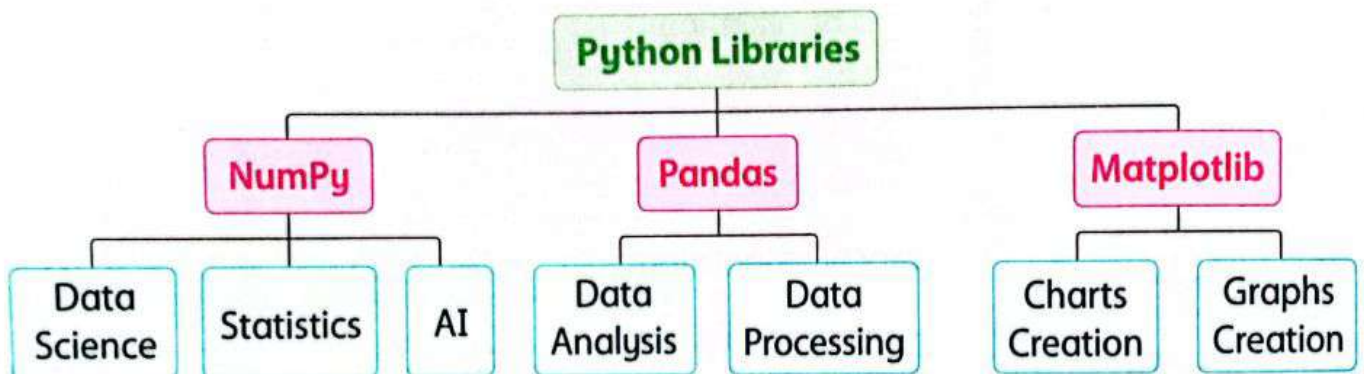 Python Libraries
NumPy
Pandas
Matplotlib
Data
Science
Statistics
AI
Data
Analysis
Data
Processing
Charts
Creation
Graphs
Creation